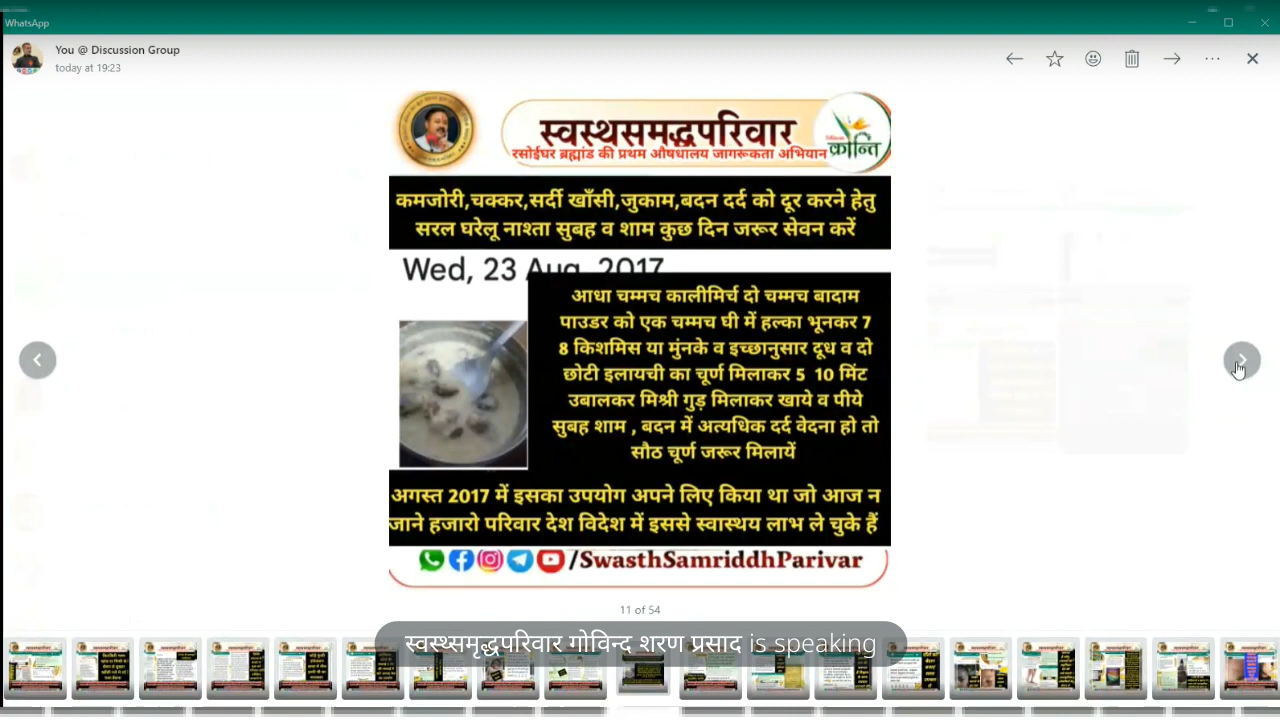 WhatsApp
You @ Discussion Group
today at 19:23
स्वस्थसमृद्धपरिवार
रसोईघर ब्रह्मांड की प्रथम औषधालय जागरूकता अभियान
क्रान्ति
कमजोरी,चक्कर,सर्दी खाँसी,जुकाम,बदन दर्द को दूर करने हेतु
सरल घरेलू नाश्ता सुबह व शाम कुछ दिन जरूर सेवन करें
Wed, 23 Aug, 2017
आधा चम्मच कालीमिर्च दो चम्मच बादाम
पाउडर को एक चम्मच घी में हल्का भूनकर 7
8 किशमिस या मुंनके व इच्छानुसार दूध व दो
छोटी इलायची का चूर्ण मिलाकर 5 10 मिंट
उबालकर मिश्री गुड़ मिलाकर खाये व पीये
सुबह शाम , बदन में अत्यधिक दर्द वेदना हो तो
सौठ चूर्ण जरूर मिलायें
अगस्त 2017 में इसका उपयोग अपने लिए किया था जो आज न
जाने हजारो परिवार देश विदेश में इससे स्वास्थय लाभ ले चुके हैं
/SwasthSamriddhParivar
11 of 54
स्वस्थ्समृद्धपरिवार गोविन्द शरण प्रसाद is speaking